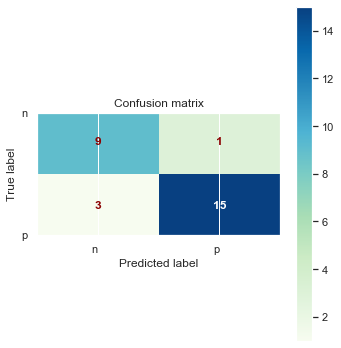 Confusion matrix
True label
n
p
9
1
3
15
n
p
Predicted label
14
12
10
8
6
4
2